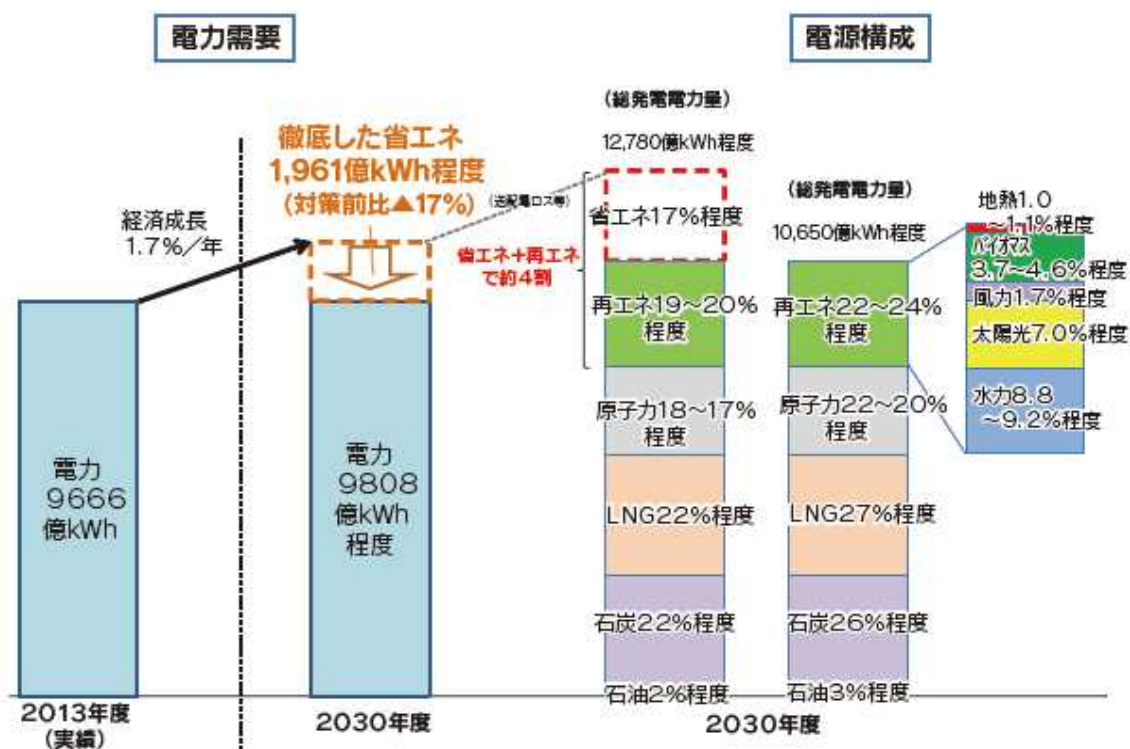 電力需要
電源構成
徹底した省エネ
1,961億kWh程度
(対策前比▲17%)
経済成長
1.7%/年
(送配電ロス等)
電力
9666
億kWh
電力
9808
億kWh
程度
(総発電電力量)
12,780億kWh程度
省エネ17%程度
省エネ+再エネ
で約4割
再エネ19〜20%
程度
原子力18〜17%
程度
LNG22%程度
石炭22%程度
石油2%程度
(総発電電力量)
10,650億kWh程度
再エネ22〜24%
程度
原子力22〜20%
程度
LNG27%程度
石炭26%程度
石油3%程度
地熱1.0
〜1.1%程度
バイオマス
3.7〜4.6%程度
風力1.7%程度
太陽光7.0%程度
水力8.8
〜9.2%程度
2013年度
(実績)
2030年度
2030年度